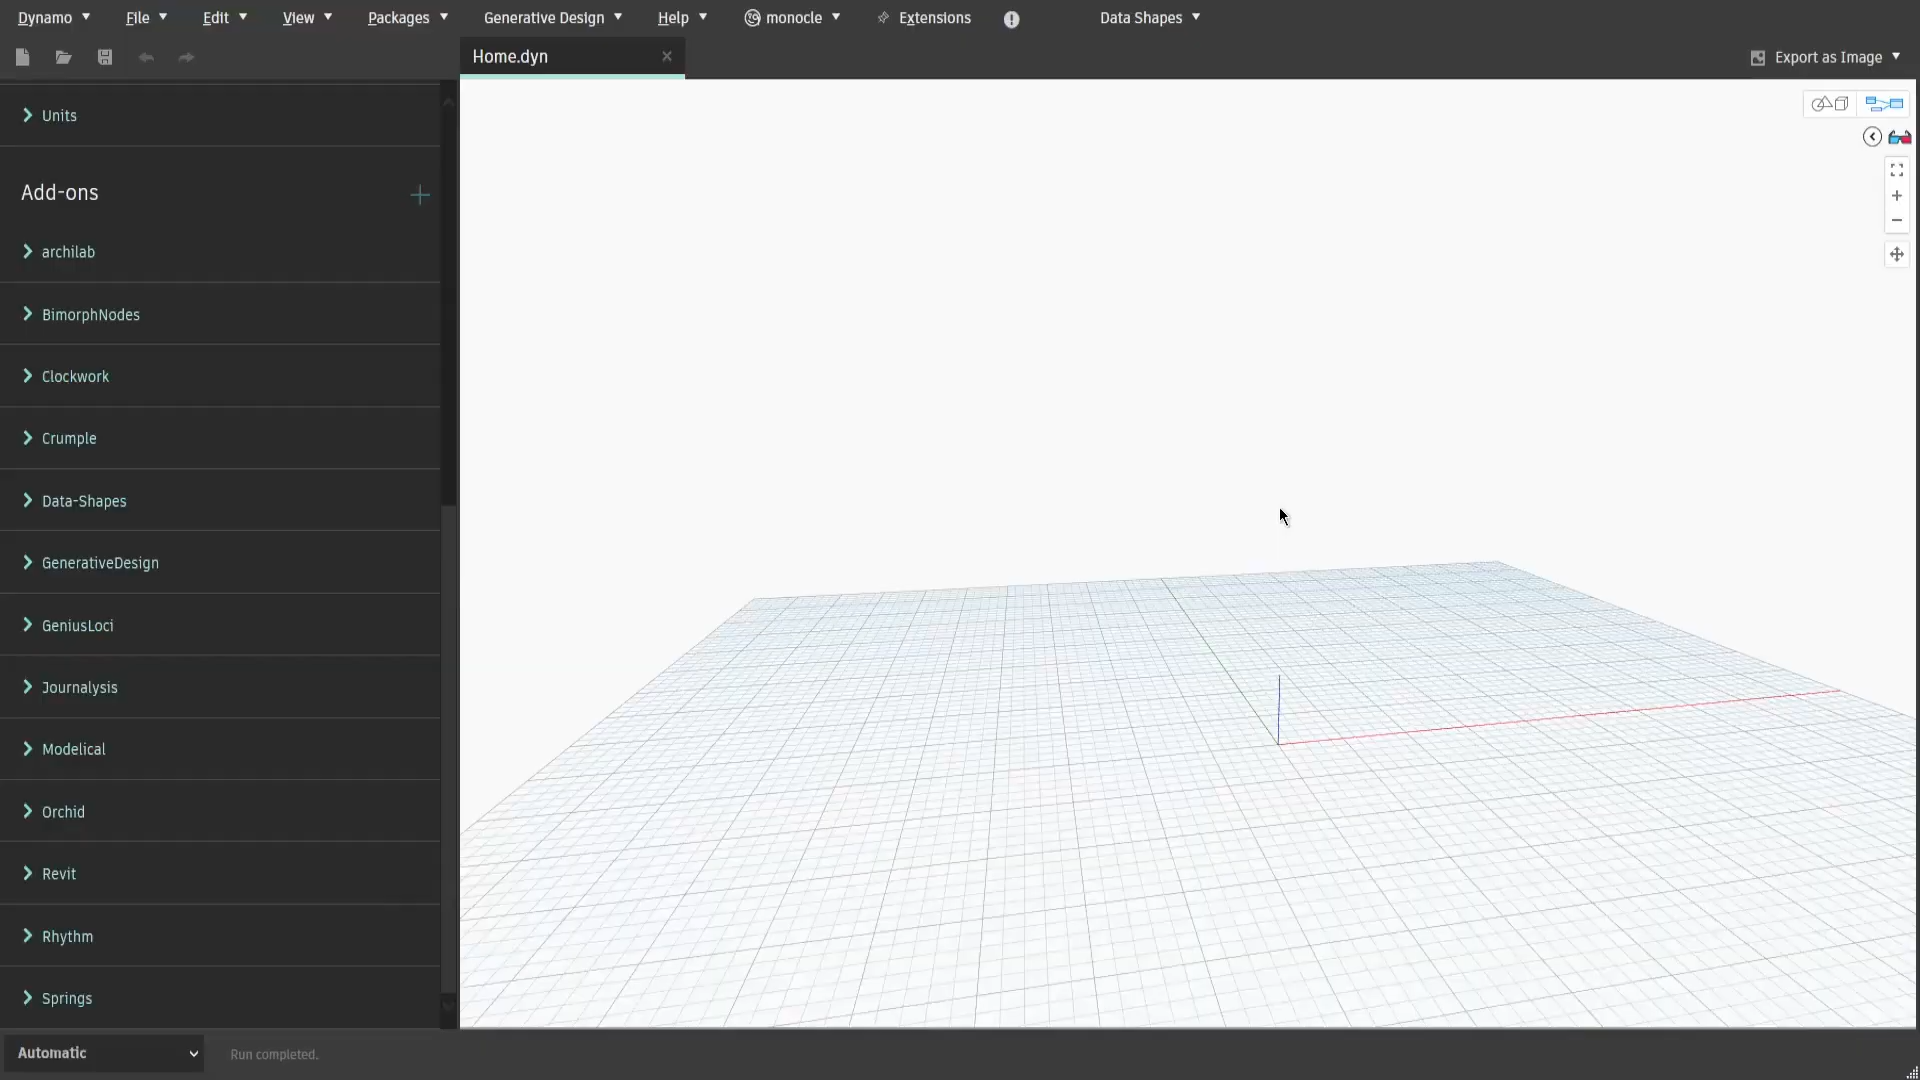 Dynamo File Edit View Packages Generative Design Help monocle Extensions Data Shapes
Home.dyn
Export as Image
Units
Add-ons
archilab
BimorphNodes
Clockwork
Crumple
Data-Shapes
GenerativeDesign
GeniusLoci
Journalysis
Modelical
Orchid
Revit
Rhythm
Springs
Automatic
Run completed.